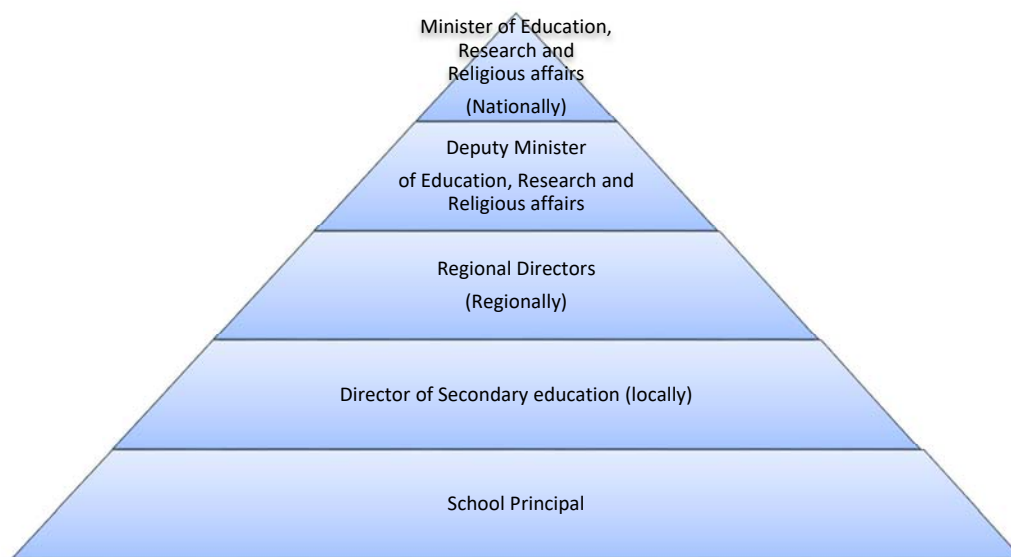 Minister of Education,
Research and
Religious affairs
(Nationally)
Deputy Minister
of Education, Research and
Religious affairs
Regional Directors
(Regionally)
Director of Secondary education (locally)
School Principal